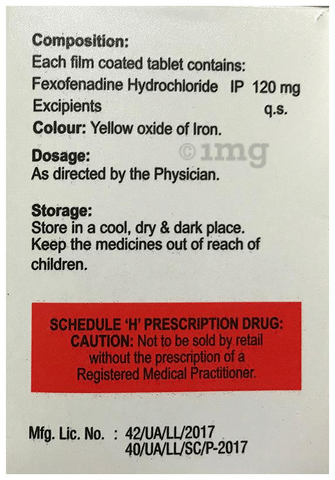 Composition:
Each film coated tablet contains:
Fexofenadine Hydrochloride IP 120 mg
Excipients q.s.
Colour: Yellow oxide of Iron.
Dosage:
©1mg
As directed by the Physician.
Storage:
Store in a cool, dry & dark place.
Keep the medicines out of reach of
children.
SCHEDULE 'H' PRESCRIPTION DRUG:
CAUTION: Not to be sold by retail
without the prescription of a
Registered Medical Practitioner.
Mfg. Lic. No. : 42/UA/LL/2017
40/UA/LL/SC/P-2017